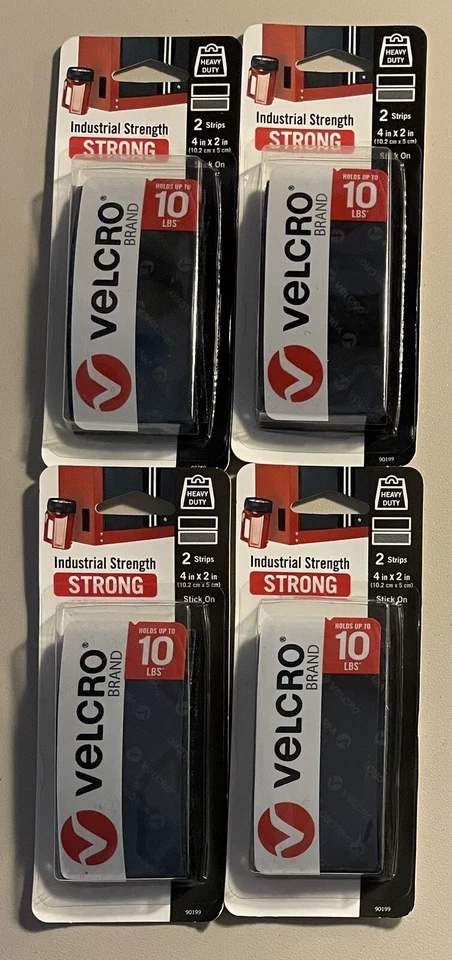 HEAVY
DUTY
Industrial Strength
STRONG
2 Strips
4 in x 2 in
(10.2 cm x 5 cm)
Stick On
HOLDS UP TO
10
LBS*
VELCRO®
BRAND
HEAVY
DUTY
Industrial Strength
STRONG
2 Strips
4 in x 2 in
(10.2 cm x 5 cm)
Stick On
HOLDS UP TO
10
LBS*
VELCRO®
BRAND
90199
HEAVY
DUTY
Industrial Strength
STRONG
2 Strips
4 in x 2 in
(10.2 cm x 5 cm)
Stick On
HOLDS UP TO
10
LBS*
VELCRO®
BRAND
90199
HEAVY
DUTY
Industrial Strength
STRONG
2 Strips
4 in x 2 in
(10.2 cm x 5 cm)
Stick On
HOLDS UP TO
10
LBS*
VELCRO®
BRAND
90199